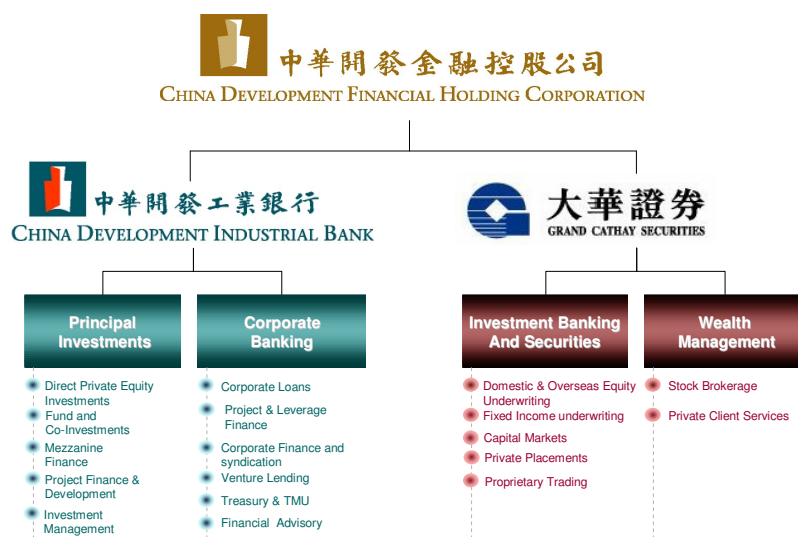 中華開發金融控股公司
CHINA DEVELOPMENT FINANCIAL HOLDING CORPORATION
中華開發工業銀行
CHINA DEVELOPMENT INDUSTRIAL BANK
大華證券
GRAND CATHAY SECURITIES
Principal
Investments
Direct Private Equity
Investments
Fund and
Co-Investments
Mezzanine
Finance
Project Finance &
Development
Investment
Management
Corporate
Banking
Corporate Loans
Project & Leverage
Finance
Corporate Finance and
syndication
Venture Lending
Treasury & TMU
Financial Advisory
Investment Banking
And Securities
Domestic & Overseas Equity
Underwriting
Fixed Income underwriting
Capital Markets
Private Placements
Proprietary Trading
Wealth
Management
Stock Brokerage
Private Client Services